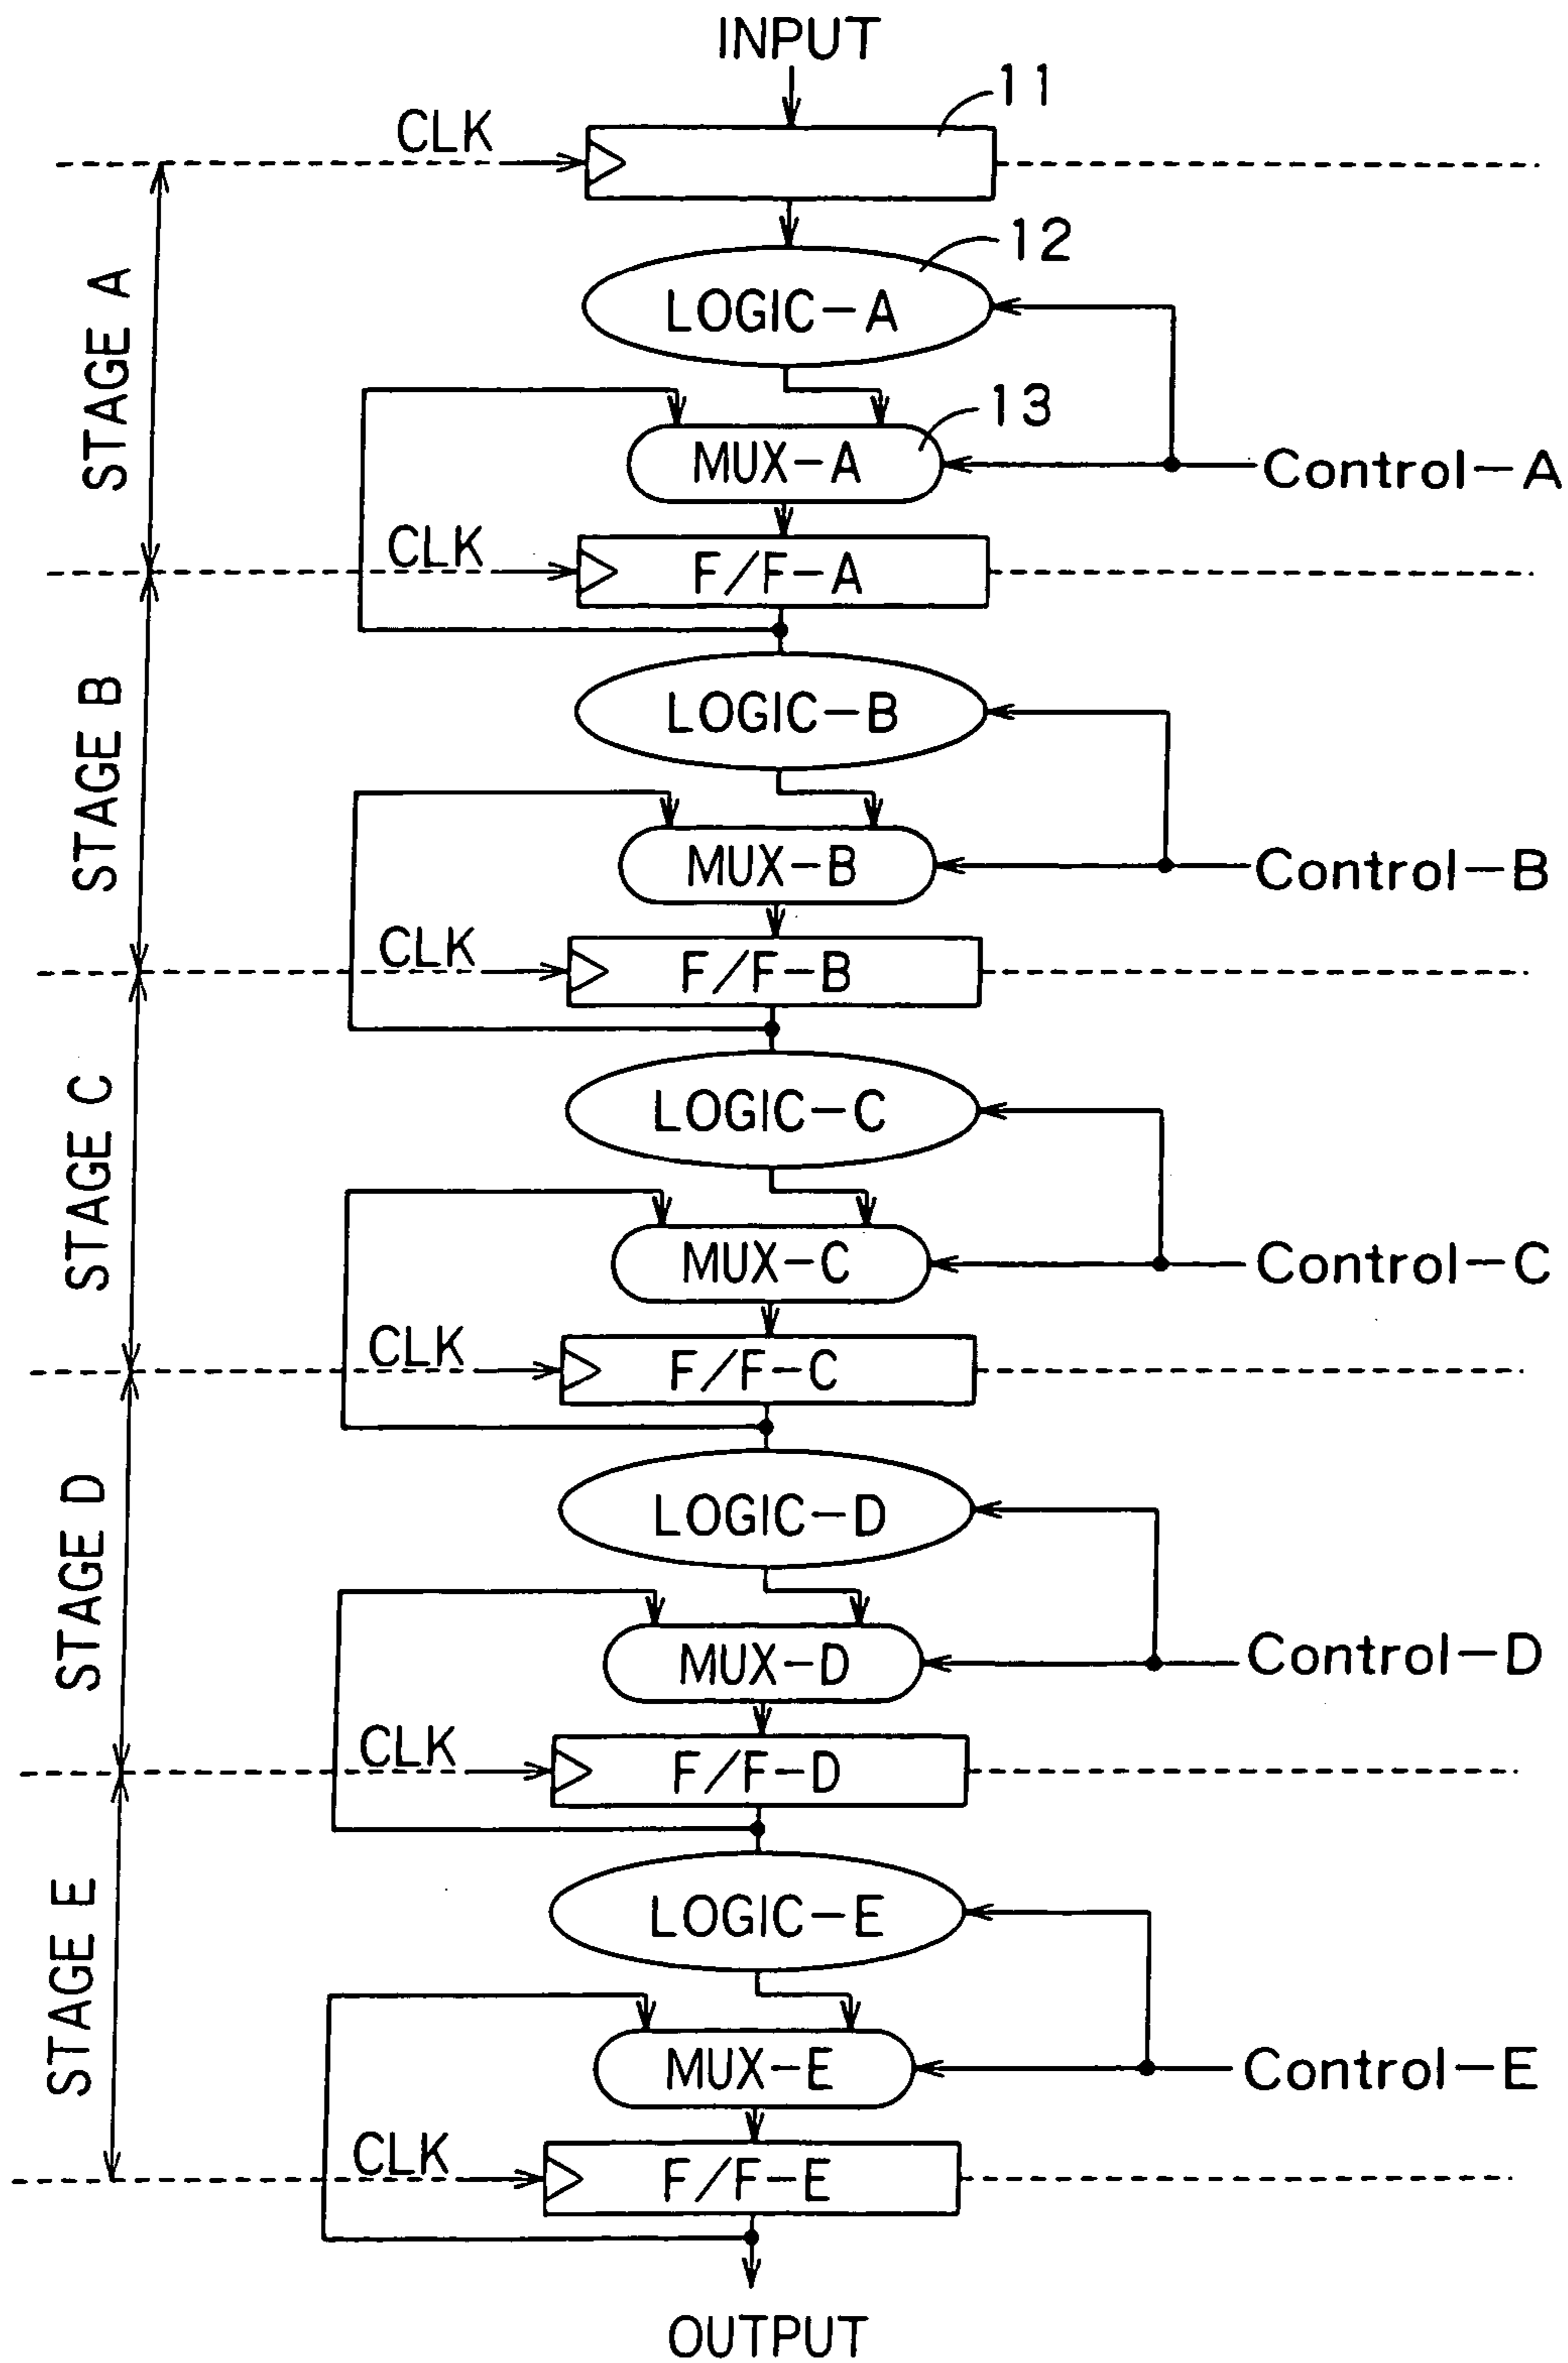 INPUT
11
CLK
12
LOGIC-A
STAGE A
13
MUX-A
Control-A
CLK
F/F-A
LOGIC-B
STAGE B
MUX-B
Control-B
CLK
F/F-B
LOGIC-C
STAGE C
MUX-C
Control-C
CLK
F/F-C
LOGIC-D
STAGE D
MUX-D
Control-D
CLK
F/F-D
LOGIC-E
STAGE E
MUX-E
Control-E
CLK
F/F-E
OUTPUT